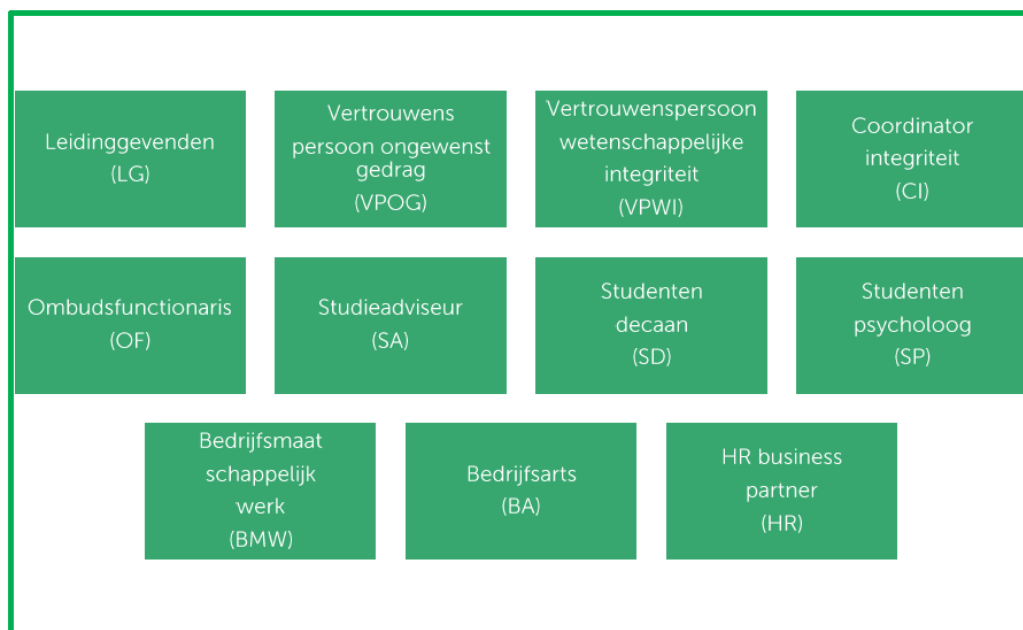 Leidinggevenden
(LG)
Vertrouwens
persoon ongewenst
gedrag
(VPOG)
Vertrouwenspersoon
wetenschappelijke
integriteit
(VPWI)
Coordinator
integriteit
(CI)
Ombudsfunctionaris
(OF)
Studieadviseur
(SA)
Studenten
decaan
(SD)
Studenten
psycholoog
(SP)
Bedrijfsmaat
schappelijk
werk
(BMW)
Bedrijfsarts
(BA)
HR business
partner
(HR)